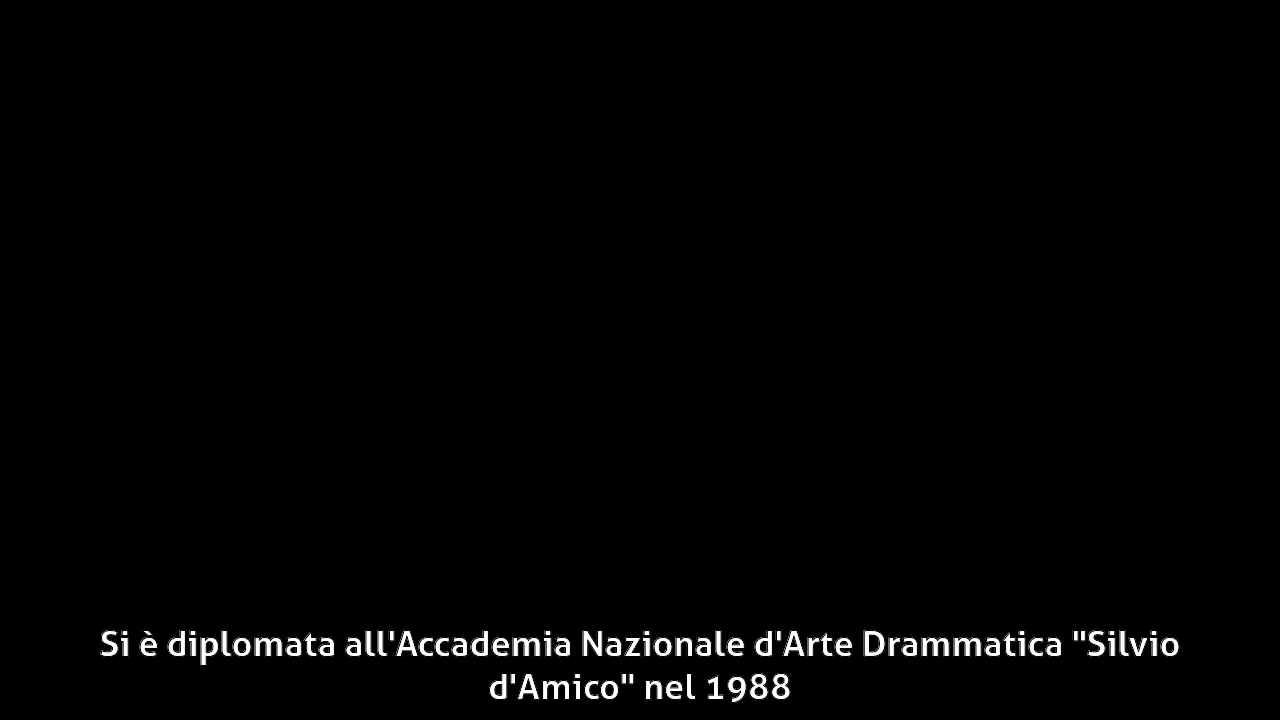 Si è diplomata all'Accademia Nazionale d'Arte Drammatica "Silvio
d'Amico" nel 1988